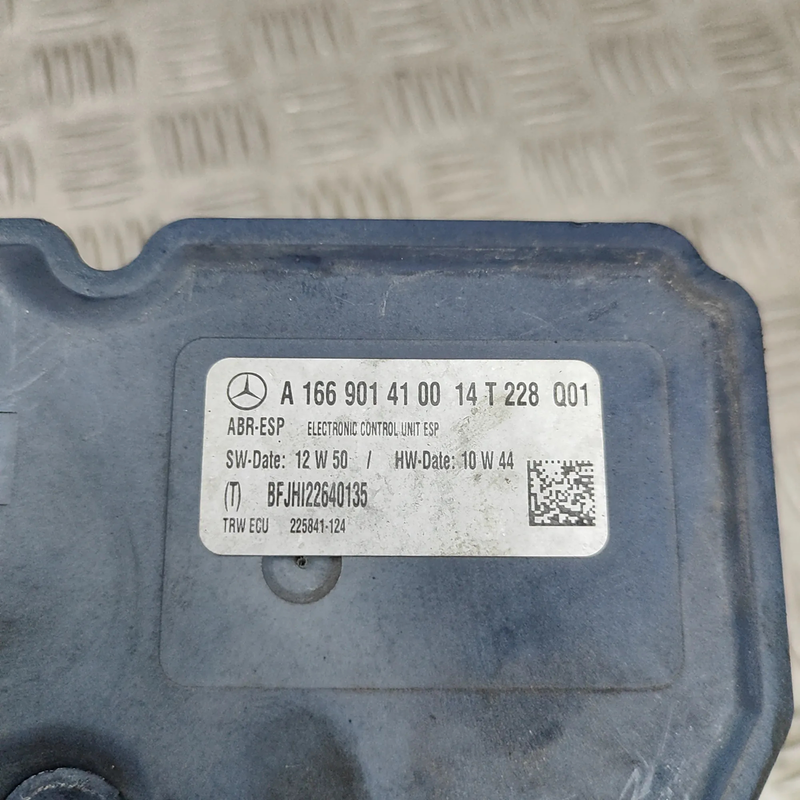 A 166 901 41 00 14 T 228 Q01
ABR-ESP ELECTRONIC CONTROL UNIT ESP
SW-Date: 12 W 50 / HW-Date: 10 W 44
(T) BFJHI22640135
TRW ECU 225841-124